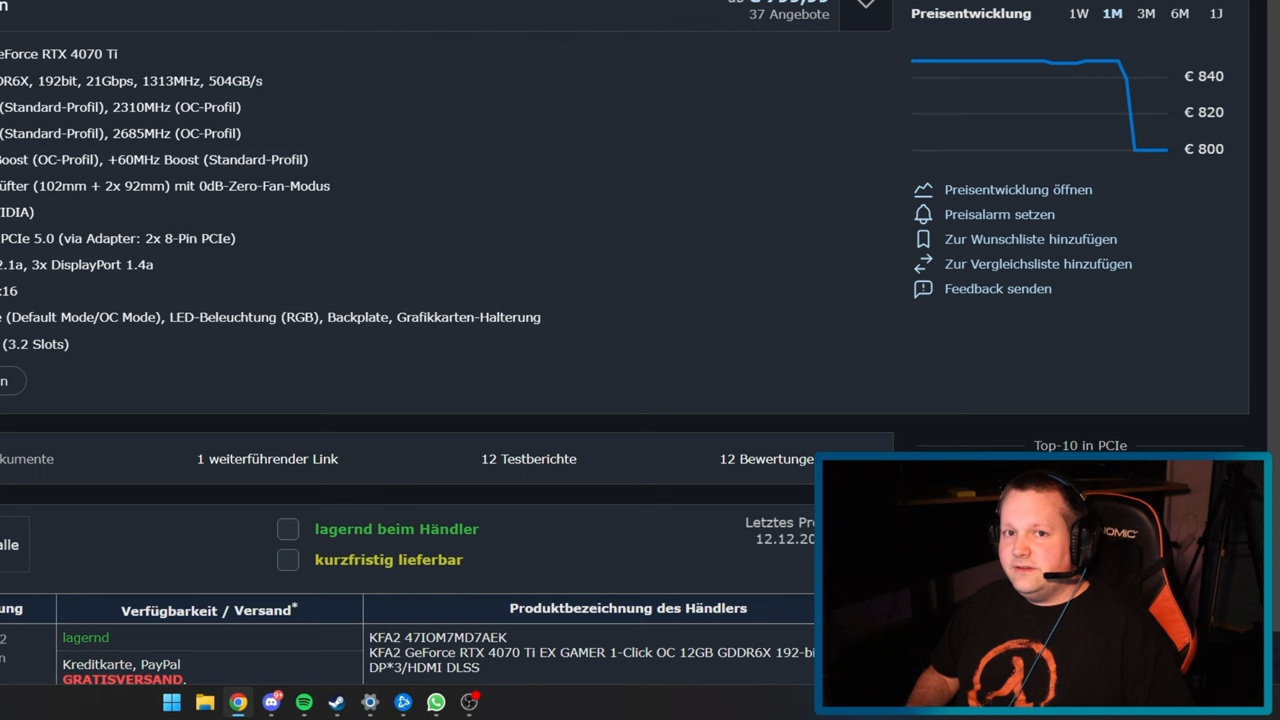 37 Angebote
Preisentwicklung 1W 1M 3M 6M 1J
GeForce RTX 4070 Ti
€ 840
DR6X, 192bit, 21Gbps, 1313MHz, 504GB/s
(Standard-Profil), 2310MHz (OC-Profil)
€ 820
(Standard-Profil), 2685MHz (OC-Profil)
€ 800
Boost (OC-Profil), +60MHz Boost (Standard-Profil)
üfter (102mm + 2x 92mm) mit 0dB-Zero-Fan-Modus
Preisentwicklung öffnen
IDIA)
Preisalarm setzen
PCIe 5.0 (via Adapter: 2x 8-Pin PCIe)
Zur Wunschliste hinzufügen
2.1a, 3x DisplayPort 1.4a
Zur Vergleichsliste hinzufügen
x16
Feedback senden
e (Default Mode/OC Mode), LED-Beleuchtung (RGB), Backplate, Grafikkarten-Halterung
(3.2 Slots)
n
kumente 1 weiterführender Link 12 Testberichte 12 Bewertunge
Top-10 in PCIe
lagernd beim Händler
kurzfristig lieferbar
Letztes Pr
12.12.20
alle
ung Verfügbarkeit / Versand* Produktbezeichnung des Händlers
lagernd
Kreditkarte, PayPal
GRATISVERSAND.
KFA2 47IOM7MD7AEK
KFA2 GeForce RTX 4070 Ti EX GAMER 1-Click OC 12GB GDDR6X 192-bi
DP*3/HDMI DLSS
NOMIC